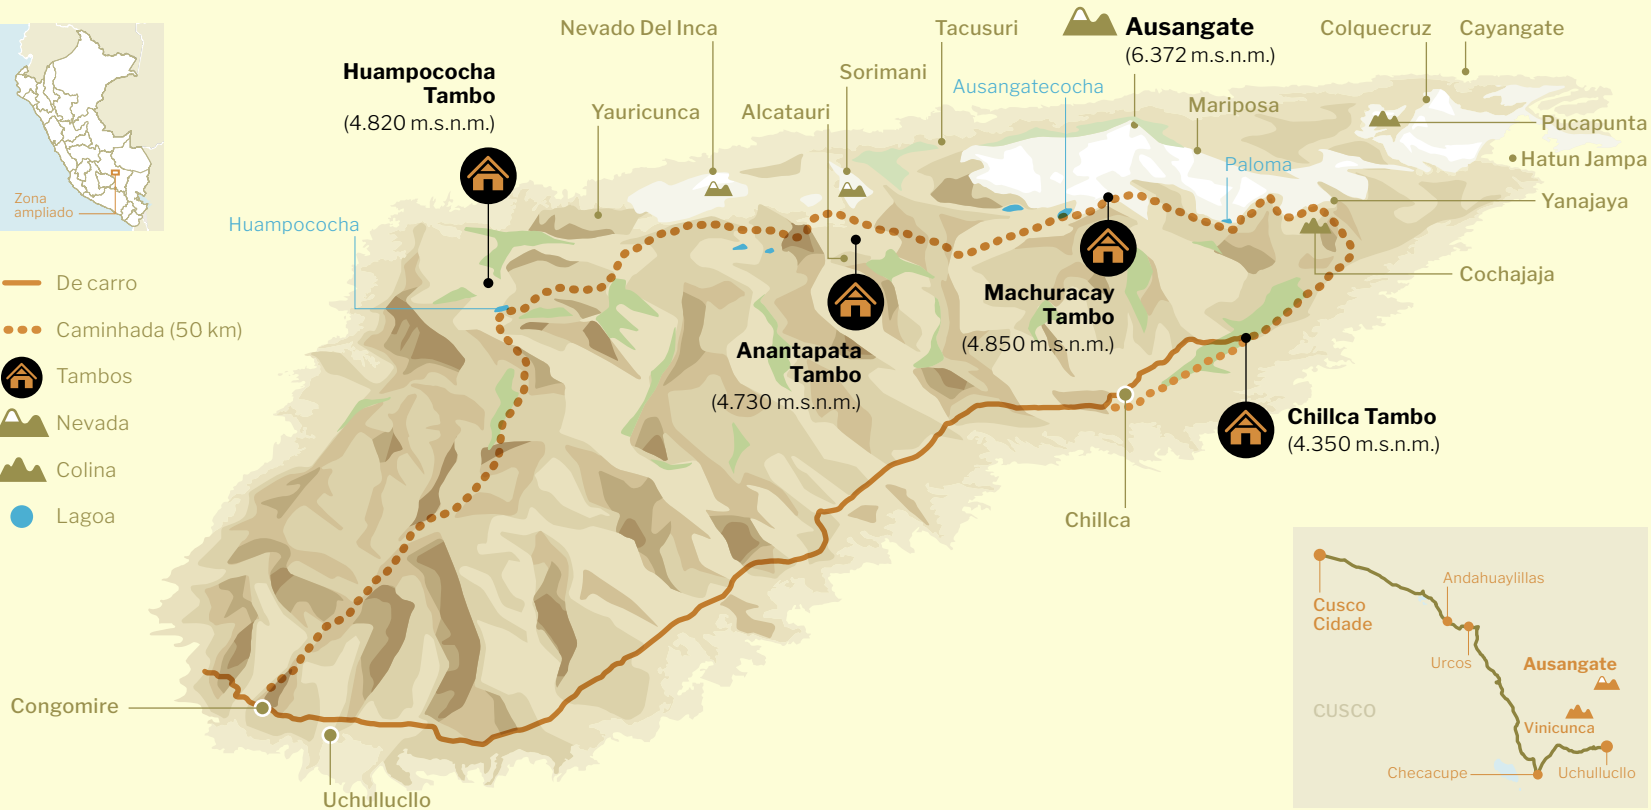 Nevado Del Inca
Tacusuri
Ausangate
(6.372 m.s.n.m.)
Colquecruz
Cayangate
Huampococha
Tambo
(4.820 m.s.n.m.)
Sorimani
Ausangatecocha
Yauricunca
Alcatauri
Mariposa
Pucapunta
Hatun Jampa
Paloma
Yanajaya
Zona
ampliado
Huampococha
Cochajaja
De carro
Caminhada (50 km)
Tambos
Nevada
Colina
Lagoa
Machuracay
Tambo
(4.850 m.s.n.m.)
Anantapata
Tambo
(4.730 m.s.n.m.)
Chillca Tambo
(4.350 m.s.n.m.)
Chillca
Congomire
Uchullucllo
Andahuaylillas
Cusco
Cidade
Urcos
Ausangate
CUSCO
Vinicunca
Checacupe
Uchullucllo